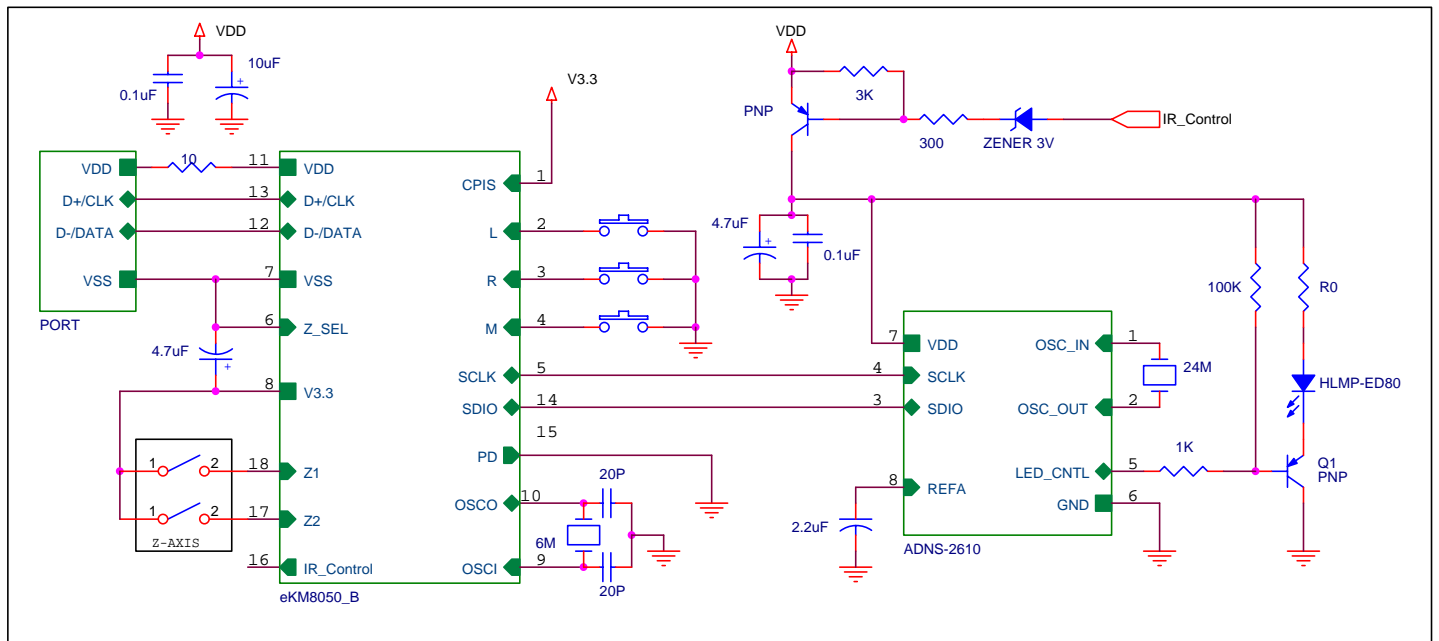 VDD
10uF
0.1uF
V3.3
VDD
3K
PNP
300
ZENER 3V
IR_Control
VDD
D+/CLK
D-/DATA
VSS
PORT
10
11
13
12
7
6
8
18
17
16
4.7uF
1 2
1 2
Z-AXIS
VDD
D+/CLK
D-/DATA
VSS
Z_SEL
V3.3
Z1
Z2
IR_Control
eKM8050_B
CPIS
L
R
M
SCLK
SDIO
PD
OSCO
OSCI
1
2
3
4
5
14
15
10
9
20P
6M
20P
4.7uF
0.1uF
7
4
3
8
VDD
SCLK
SDIO
REFA
2.2uF
ADNS-2610
OSC_IN
OSC_OUT
LED_CNTL
GND
1
2
5
6
24M
1K
100K
R0
HLMP-ED80
Q1
PNP